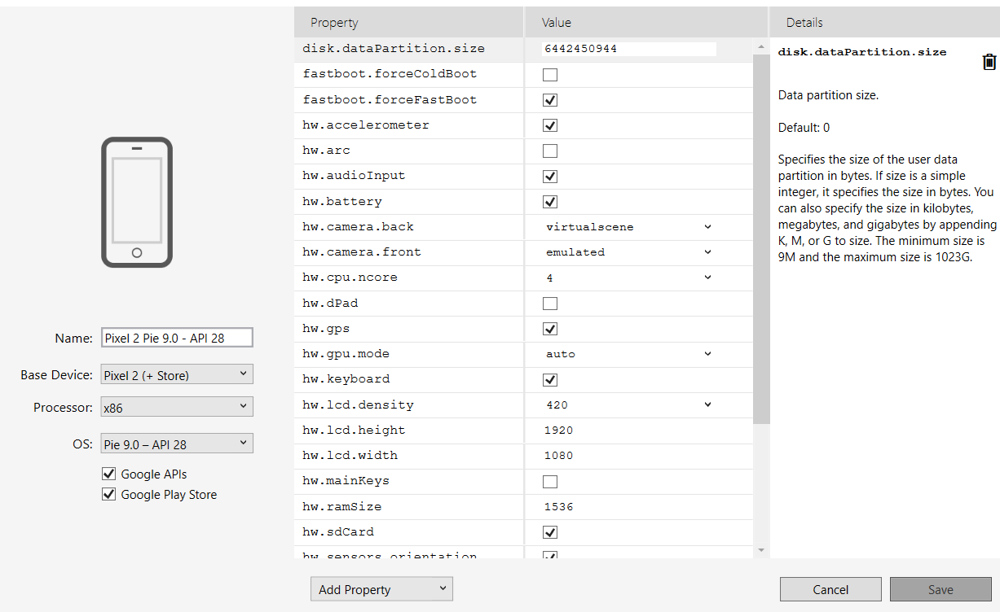 Property Value Details
disk.dataPartition.size 6442450944
fastboot.forceColdBoot
fastboot.forceFastBoot
hw.accelerometer
hw.arc
hw.audioInput
hw.battery
hw.camera.back virtualscene
hw.camera.front emulated
hw.cpu.ncore 4
hw.dPad
hw.gps
hw.gpu.mode auto
hw.keyboard
hw.lcd.density 420
hw.lcd.height 1920
hw.lcd.width 1080
hw.mainKeys
hw.ramSize 1536
hw.sdCard
hw.sensors.orientation
disk.dataPartition.size
Data partition size.
Default: 0
Specifies the size of the user data
partition in bytes. If size is a simple
integer, it specifies the size in bytes. You
can also specify the size in kilobytes,
megabytes, and gigabytes by appending
K, M, or G to size. The minimum size is
9M and the maximum size is 1023G.
Name: Pixel 2 Pie 9.0 - API 28
Base Device: Pixel 2 (+ Store)
Processor: x86
OS: Pie 9.0 – API 28
Google APIs
Google Play Store
Add Property
Cancel
Save